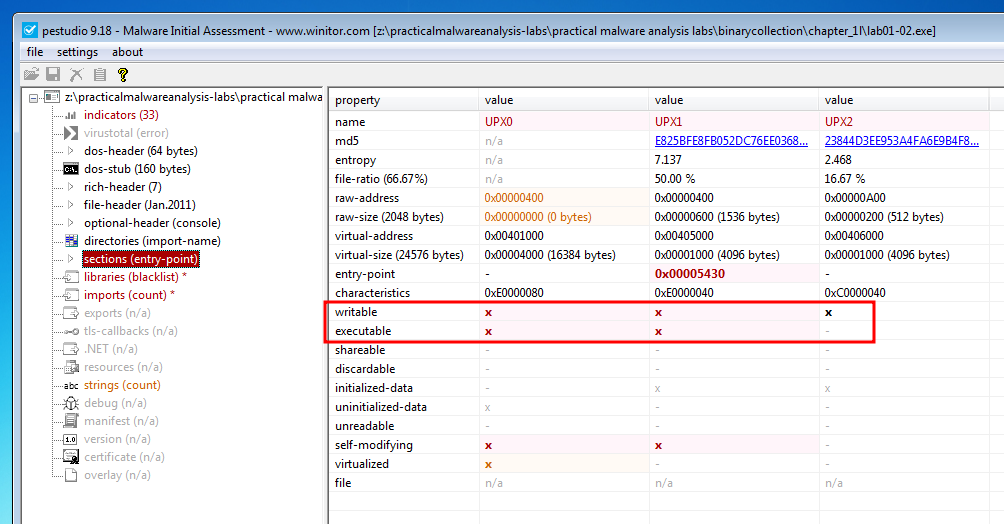 pestudio 9.18 - Malware Initial Assessment - www.winitor.com [z:\practicalmalwareanalysis-labs\practical malware analysis labs\binarycollection\chapter_1l\lab01-02.exe]
file settings about
z:\practicalmalwareanalysis-labs\practical malwa
indicators (33)
virustotal (error)
dos-header (64 bytes)
dos-stub (160 bytes)
rich-header (7)
file-header (Jan.2011)
optional-header (console)
directories (import-name)
sections (entry-point)
libraries (blacklist) *
imports (count) *
exports (n/a)
tls-callbacks (n/a)
.NET (n/a)
resources (n/a)
abc strings (count)
debug (n/a)
manifest (n/a)
1.0 version (n/a)
certificate (n/a)
overlay (n/a)
property value value value
name UPX0 UPX1 UPX2
md5 n/a E825BFE8FB052DC76EE0368... 23844D3EE953A4FA6E9B4F8...
entropy n/a 7.137 2.468
file-ratio (66.67%) n/a 50.00 % 16.67 %
raw-address 0x00000400 0x00000400 0x00000A00
raw-size (2048 bytes) 0x00000000 (0 bytes) 0x00000600 (1536 bytes) 0x00000200 (512 bytes)
virtual-address 0x00401000 0x00405000 0x00406000
virtual-size (24576 bytes) 0x00004000 (16384 bytes) 0x00001000 (4096 bytes) 0x00001000 (4096 bytes)
entry-point - 0x00005430 -
characteristics 0xE0000080 0xE0000040 0xC0000040
writable x x x
executable x x -
shareable - - -
discardable - - -
initialized-data - x x
uninitialized-data x - -
unreadable - - -
self-modifying x x -
virtualized x - -
file n/a n/a n/a